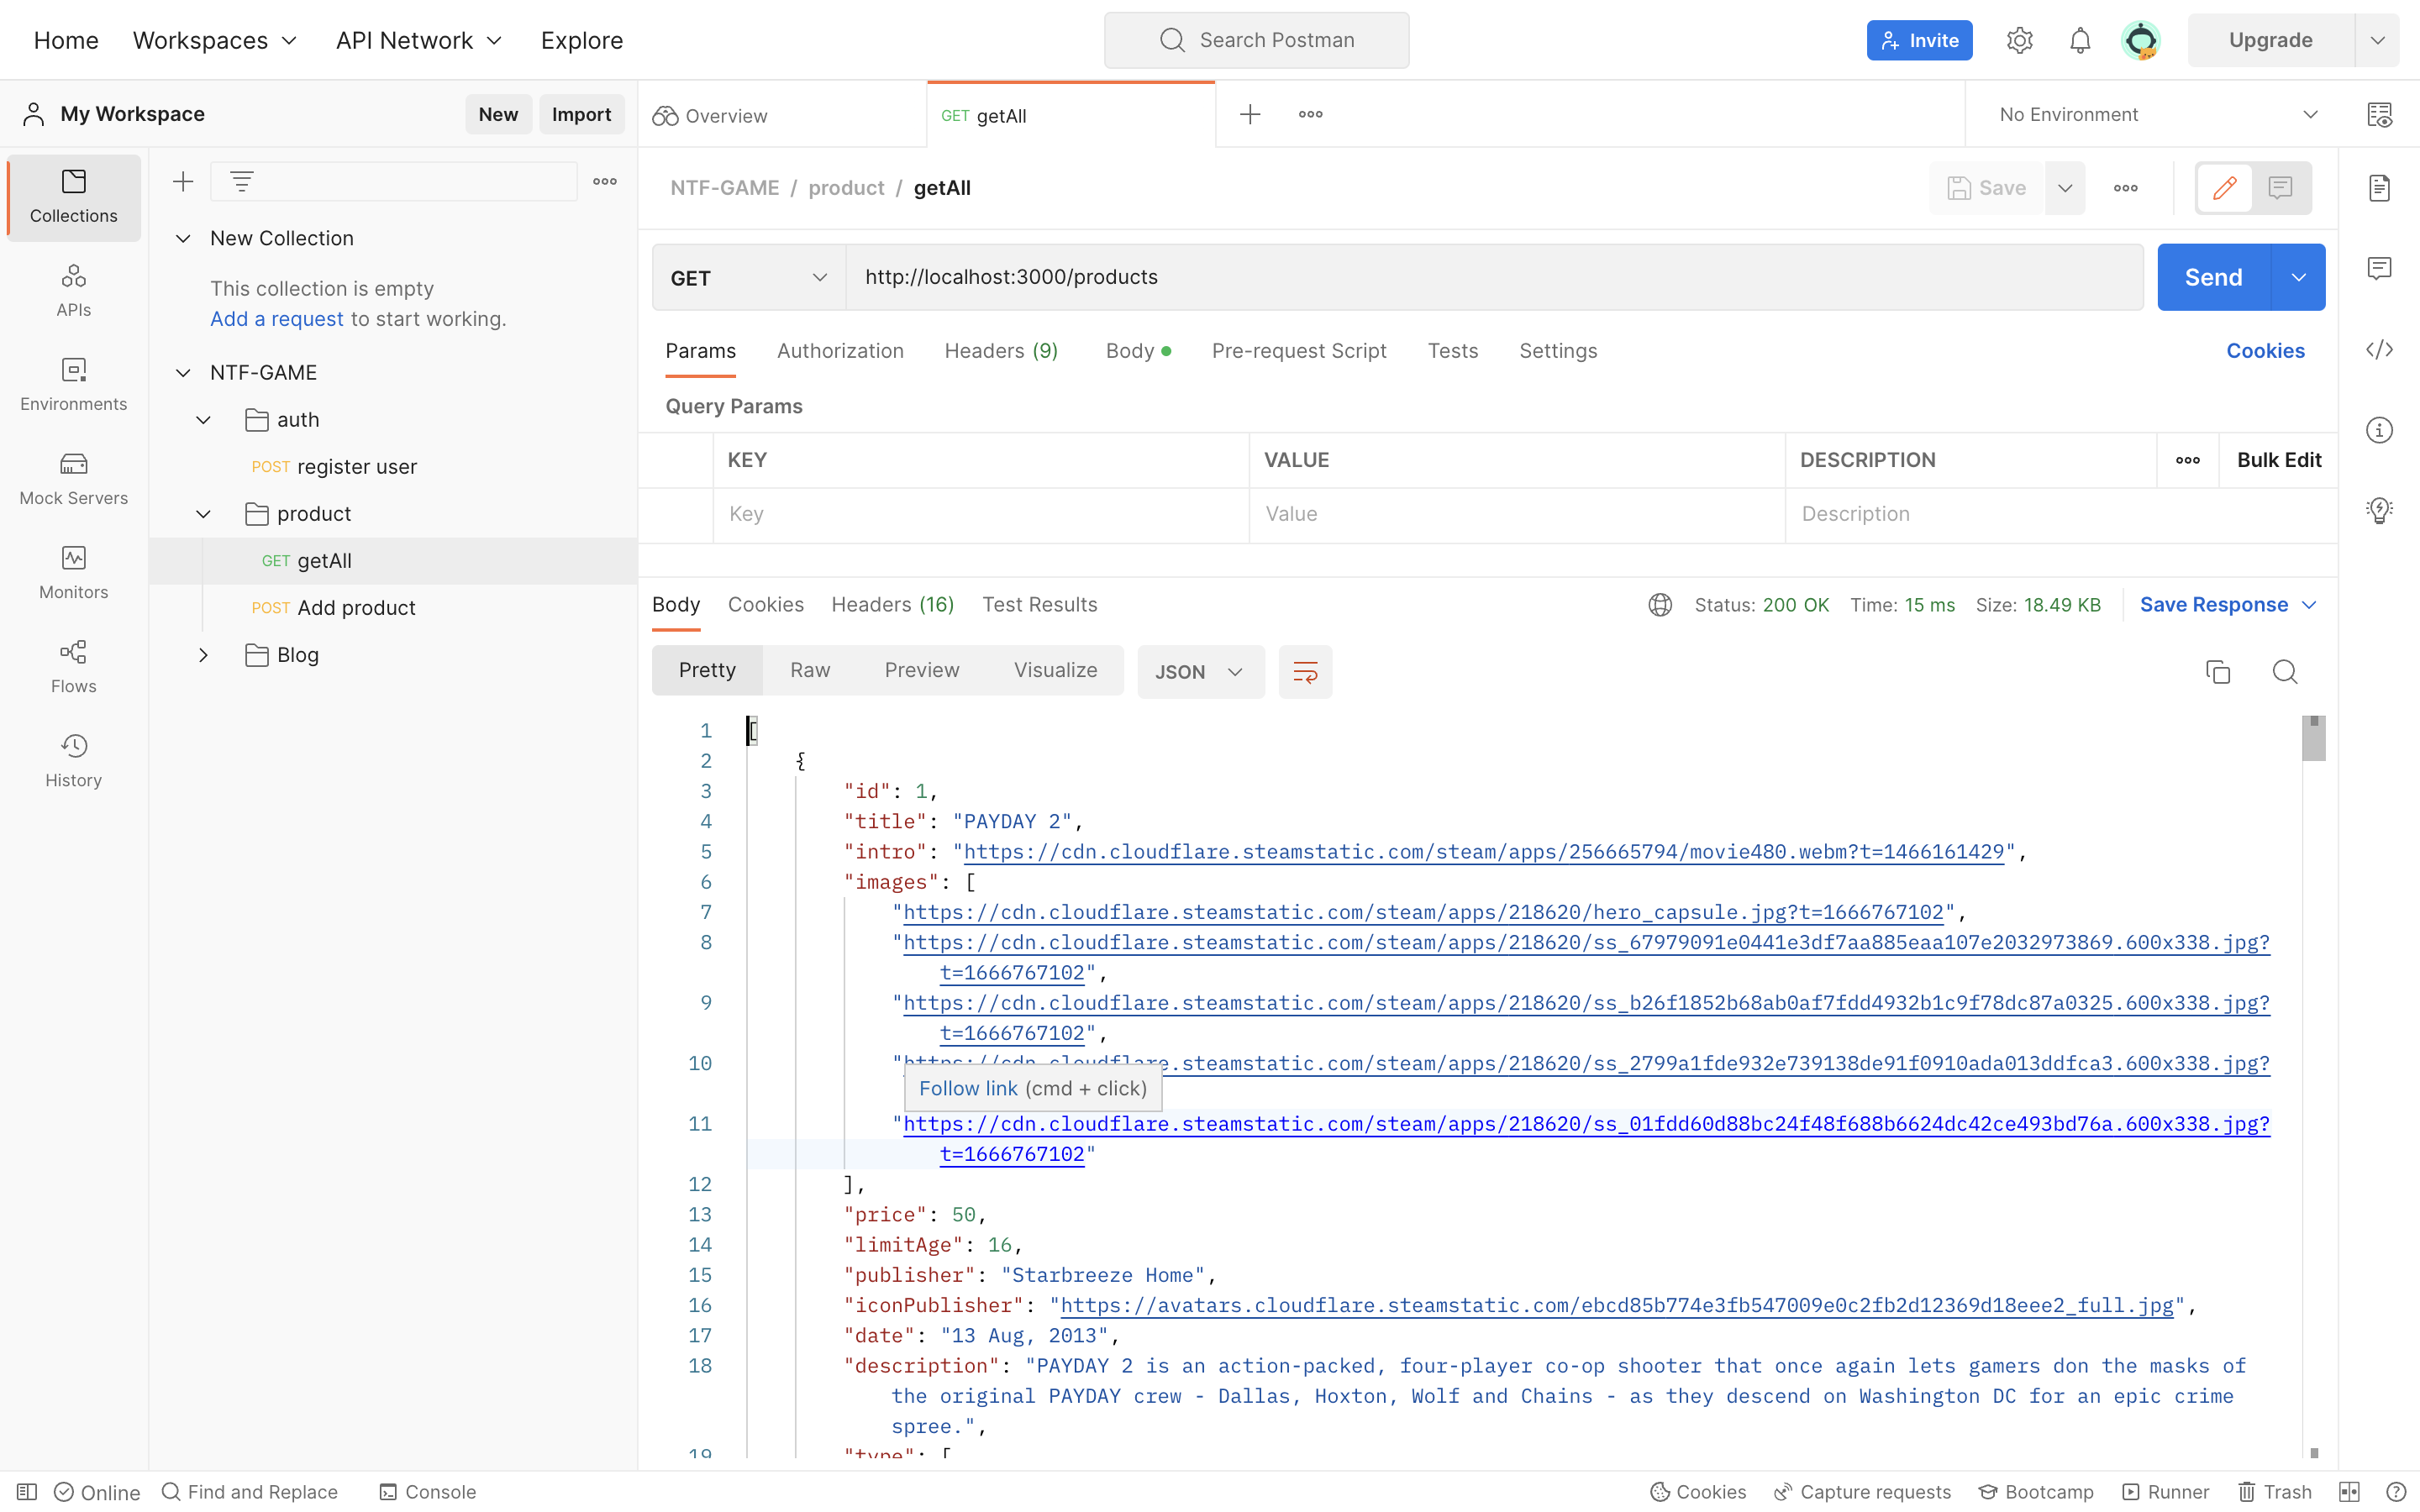 Home Workspaces API Network Explore Search Postman Invite Upgrade
My Workspace New Import Overview GET getAll No Environment
Collections
APIs
Environments
Mock Servers
Monitors
Flows
History
New Collection
This collection is empty
Add a request to start working.
NTF-GAME
auth
POST register user
product
GET getAll
POST Add product
Blog
NTF-GAME / product / getAll Save
GET http://localhost:3000/products Send
Params Authorization Headers (9) Body Pre-request Script Tests Settings Cookies
Query Params
KEY VALUE DESCRIPTION Bulk Edit
Key Value Description
Body Cookies Headers (16) Test Results Status: 200 OK Time: 15 ms Size: 18.49 KB Save Response
Pretty Raw Preview Visualize JSON
1 [
2 {
3 "id": 1,
4 "title": "PAYDAY 2",
5 "intro": "https://cdn.cloudflare.steamstatic.com/steam/apps/256665794/movie480.webm?t=1466161429",
6 "images": [
7 "https://cdn.cloudflare.steamstatic.com/steam/apps/218620/hero_capsule.jpg?t=1666767102",
8 "https://cdn.cloudflare.steamstatic.com/steam/apps/218620/ss_67979091e0441e3df7aa885eaa107e2032973869.600x338.jpg?
t=1666767102",
9 "https://cdn.cloudflare.steamstatic.com/steam/apps/218620/ss_b26f1852b68ab0af7fdd4932b1c9f78dc87a0325.600x338.jpg?
t=1666767102",
10 "https://cdn.cloudflare.steamstatic.com/steam/apps/218620/ss_2799a1fde932e739138de91f0910ada013ddfca3.600x338.jpg?
Follow link (cmd + click)
11 "https://cdn.cloudflare.steamstatic.com/steam/apps/218620/ss_01fdd60d88bc24f48f688b6624dc42ce493bd76a.600x338.jpg?
t=1666767102"
12 ],
13 "price": 50,
14 "limitAge": 16,
15 "publisher": "Starbreeze Home",
16 "iconPublisher": "https://avatars.cloudflare.steamstatic.com/ebcd85b774e3fb547009e0c2fb2d12369d18eee2_full.jpg",
17 "date": "13 Aug, 2013",
18 "description": "PAYDAY 2 is an action-packed, four-player co-op shooter that once again lets gamers don the masks of
the original PAYDAY crew - Dallas, Hoxton, Wolf and Chains - as they descend on Washington DC for an epic crime
spree.",
19 "type": [
Online Find and Replace Console Cookies Capture requests Bootcamp Runner Trash